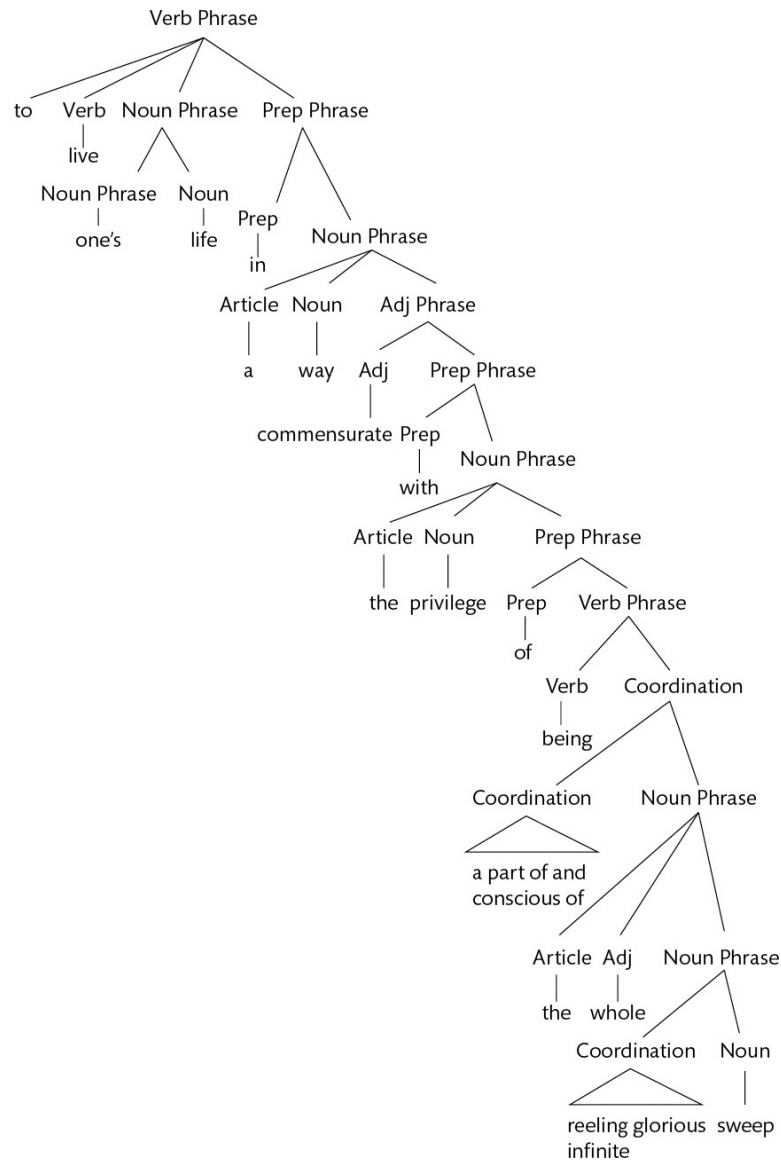 Verb Phrase
to Verb Noun Phrase Prep Phrase
live
Noun Phrase Noun
Prep
one's life
Noun Phrase
in
Article Noun Adj Phrase
a way Adj Prep Phrase
commensurate Prep
Noun Phrase
with
Article Noun Prep Phrase
the privilege Prep Verb Phrase
of
Verb Coordination
being
Coordination Noun Phrase
a part of and
conscious of
Article Adj Noun Phrase
the whole
Coordination Noun
reeling glorious sweep
infinite